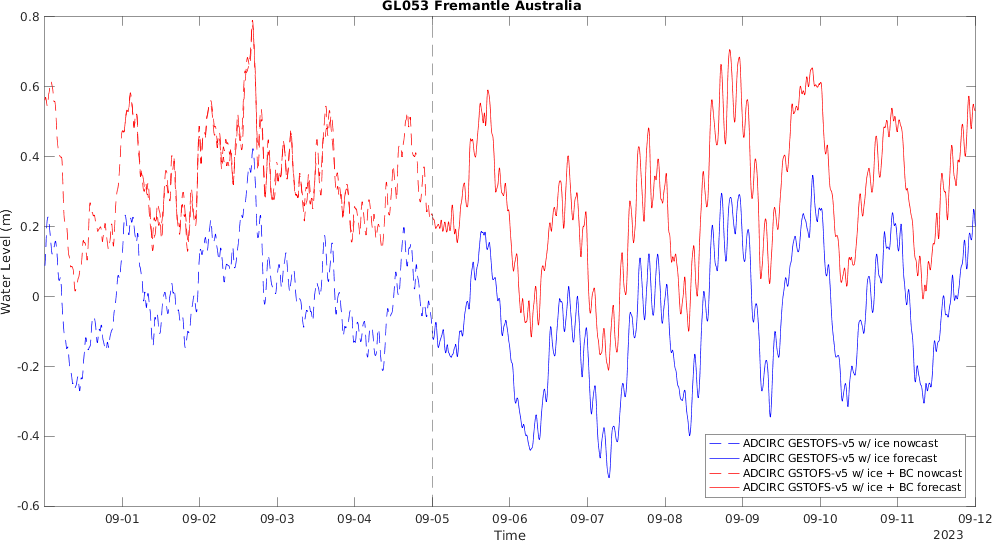 GL053 Fremantle Australia
Water Level (m)
0.8
0.6
0.4
0.2
0
-0.2
-0.4
-0.6
ADCIRC GESTOFS-v5 w/ ice nowcast
ADCIRC GESTOFS-v5 w/ ice forecast
ADCIRC GSTOFS-v5 w/ ice + BC nowcast
ADCIRC GSTOFS-v5 w/ ice + BC forecast
09-01 09-02 09-03 09-04 09-05 09-06 09-07 09-08 09-09 09-10 09-11 09-12
Time
2023